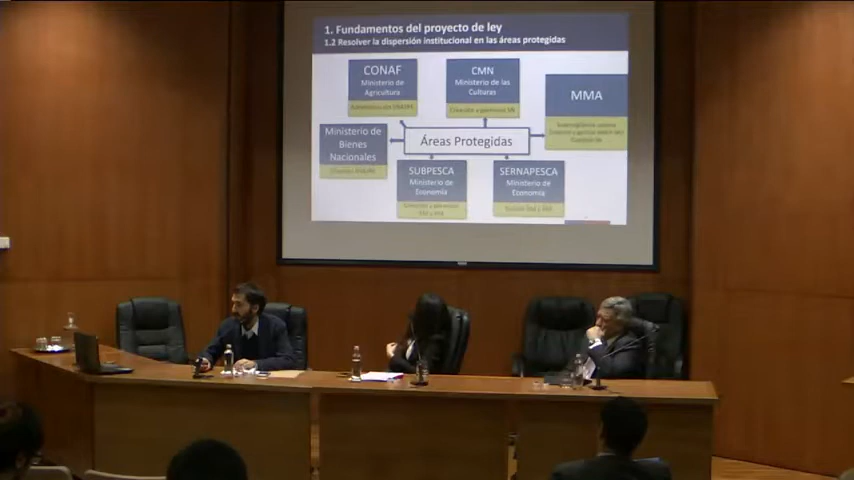 1. Fundamentos del proyecto de ley
1.2 Resolver la dispersión institucional en las áreas protegidas
CONAF
Ministerio de
Agricultura
CMN
Ministerio de las
Culturas
MMA
Ministerio de
Bienes
Nacionales
Áreas Protegidas
SUBPESCA
Ministerio de
Economía
SERNAPESCA
Ministerio de
Economía